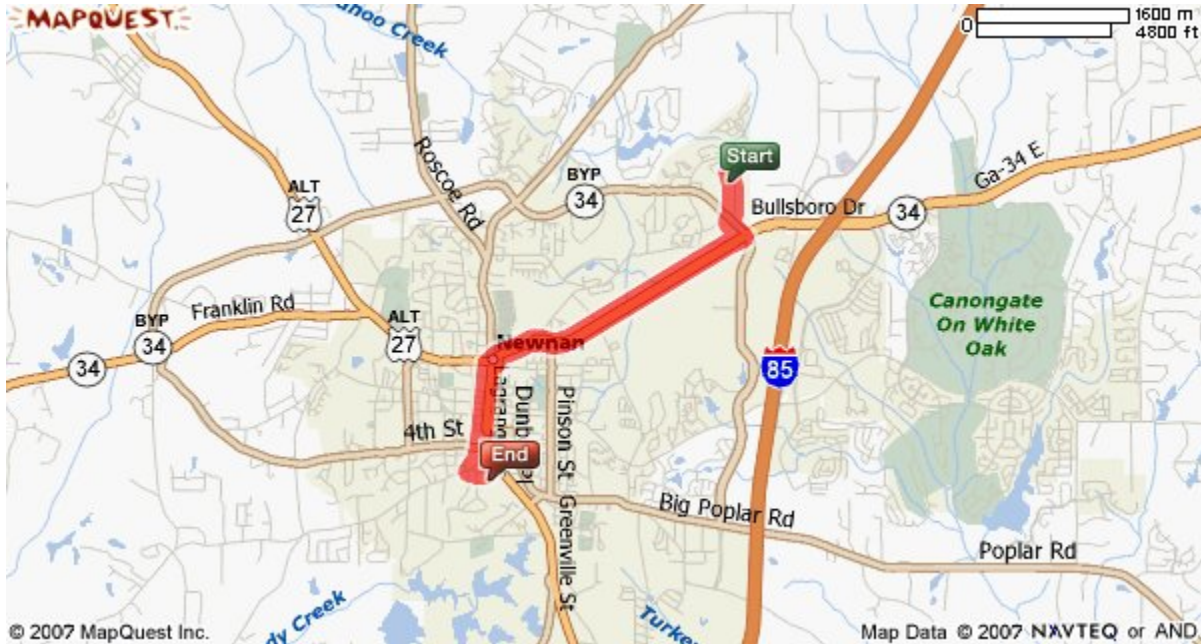 MAPQUEST
0
1600 m
4800 ft
Roscoe Rd
Start
BYP
34
Ga-34 E
Bullsboro Dr
34
ALT
27
Franklin Rd
BYP
34
34
ALT
27
Newnan
Canongate
On White
Oak
85
Pinson St
4th St
End
Big Poplar Rd
Greenville St
Poplar Rd
Creek
Creek
© 2007 MapQuest Inc.
Map Data © 2007 NAVTEQ or AND